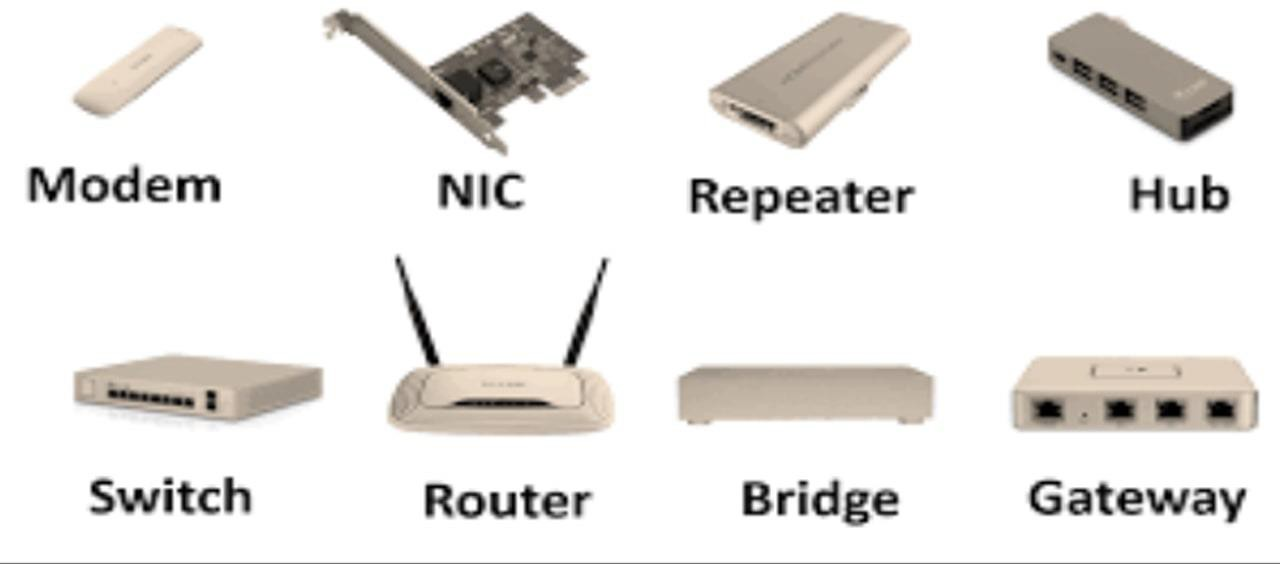 Modem
NIC
Repeater
Hub
Switch
Router
Bridge
Gateway